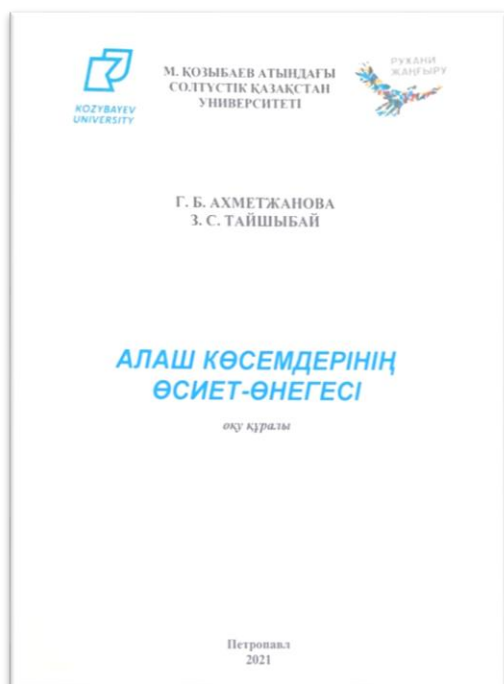 KOZYBAYEV
UNIVERSITY
М. ҚОЗЫБАЕВ АТЫНДАҒЫ
СОЛТҮСТІК ҚАЗАҚСТАН
УНИВЕРСИТЕТІ
РУХАНИ
ЖАҢҒЫРУ
Г. Б. АХМЕТЖАНОВА
З. С. ТАЙШЫБАЙ
АЛАШ КӨСЕМДЕРІНІҢ
ӨСИЕТ-ӨНЕГЕСІ
оқу құралы
Петропавл
2021